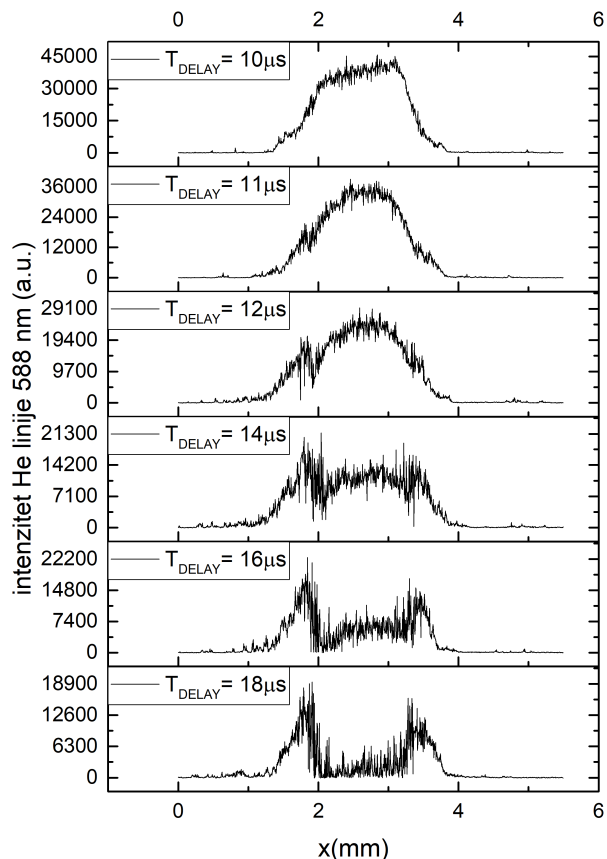 0 2 4 6
T_DELAY = 10μs
45000
30000
15000
0
T_DELAY = 11μs
36000
24000
12000
0
T_DELAY = 12μs
29100
19400
9700
0
T_DELAY = 14μs
21300
14200
7100
0
T_DELAY = 16μs
22200
14800
7400
0
T_DELAY = 18μs
18900
12600
6300
0
0 2 4 6
x(mm)
intenzitet He linije 588 nm (a.u.)